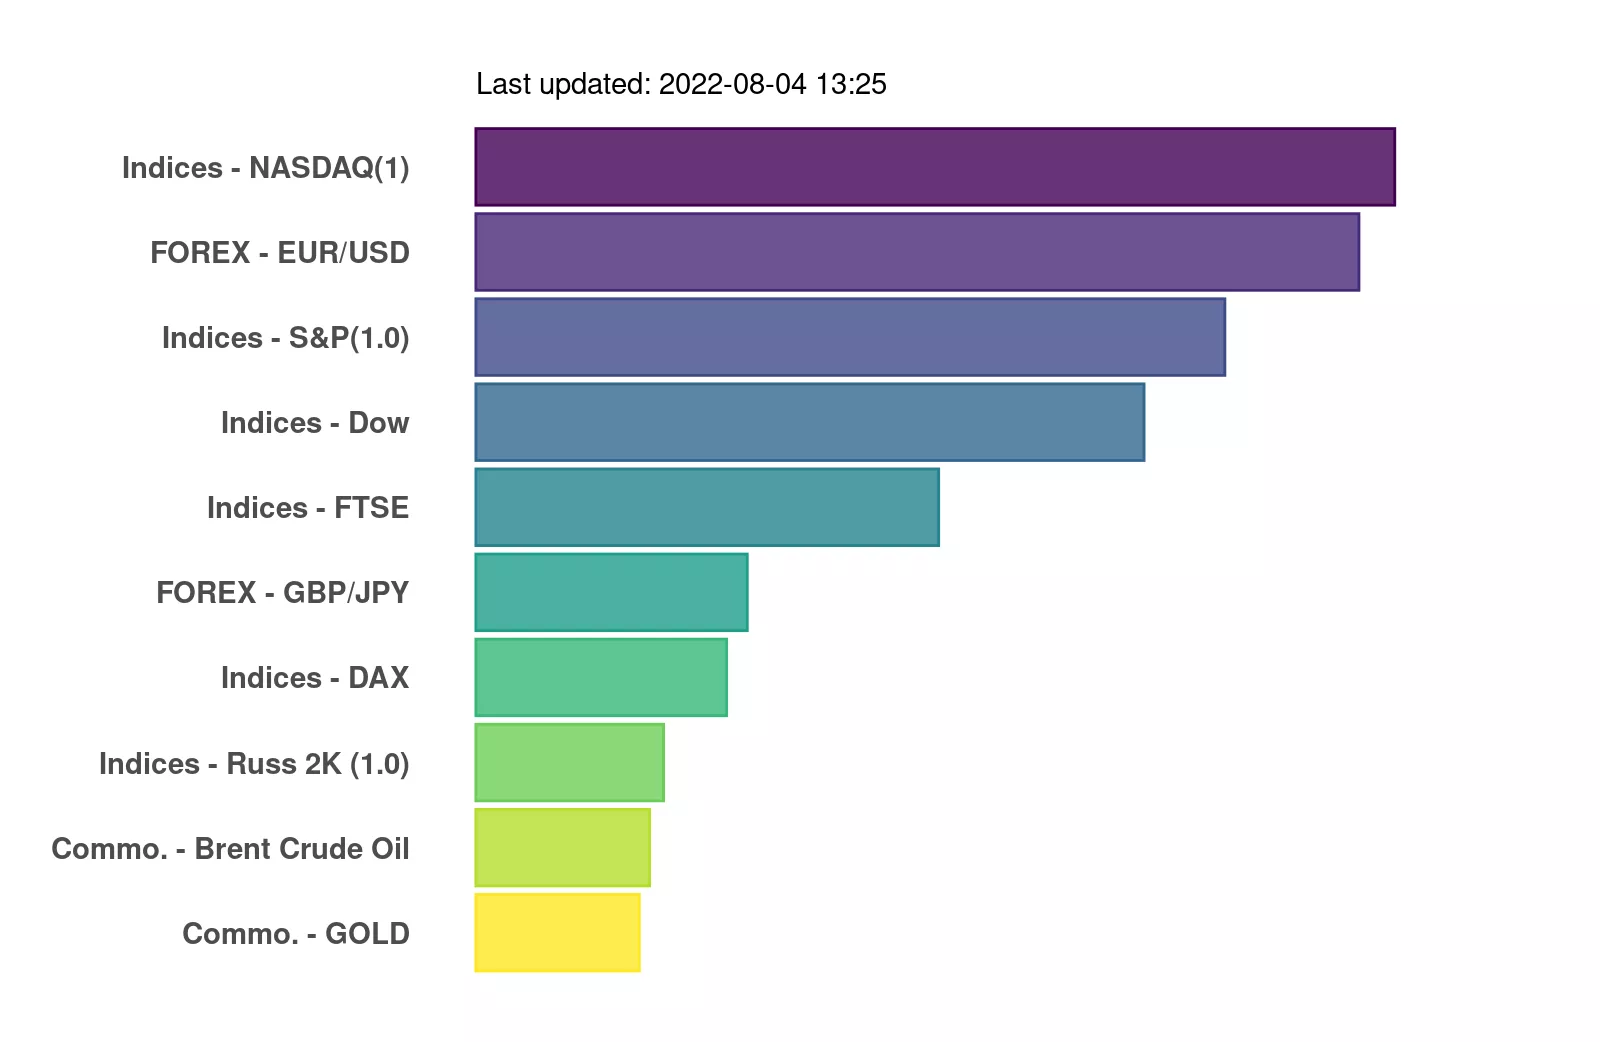 Last updated: 2022-08-04 13:25
Indices - NASDAQ(1)
FOREX - EUR/USD
Indices - S&P(1.0)
Indices - Dow
Indices - FTSE
FOREX - GBP/JPY
Indices - DAX
Indices - Russ 2K (1.0)
Commo. - Brent Crude Oil
Commo. - GOLD